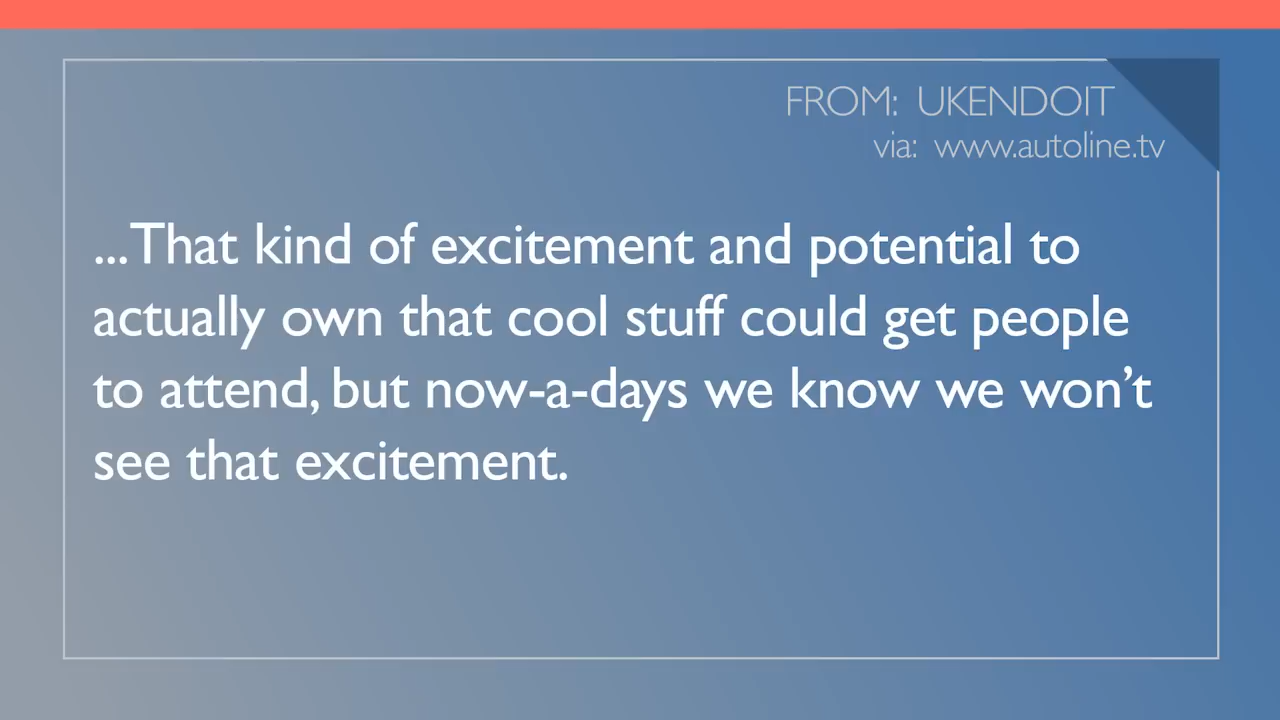 FROM: UKENDOIT
via: www.autoline.tv
...That kind of excitement and potential to
actually own that cool stuff could get people
to attend, but now-a-days we know we won’t
see that excitement.